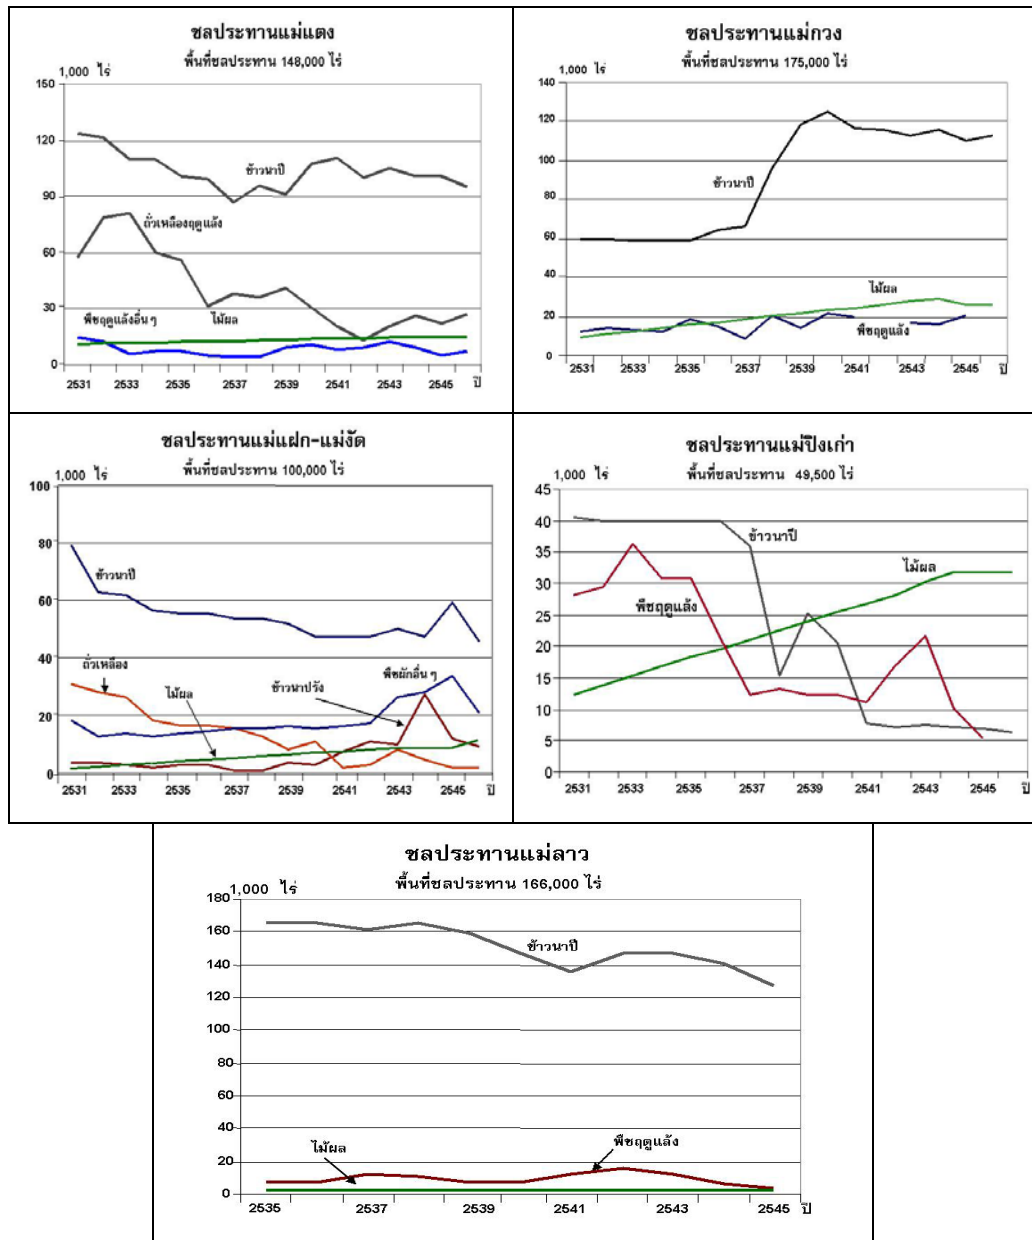 ชลประทานแม่แตง
พื้นที่ชลประทาน 148,000 ไร่
1,000 ไร่
150
120
90
60
30
0
ข้าวนาปี
ถั่วเหลืองฤดูแล้ง
พืชฤดูแล้งอื่น ๆ
ไม้ผล
2531 2533 2535 2537 2539 2541 2543 2545 ปี
ชลประทานแม่กวง
พื้นที่ชลประทาน 175,000 ไร่
1,000 ไร่
140
120
100
80
60
40
20
0
ข้าวนาปี
ไม้ผล
พืชฤดูแล้ง
2531 2533 2535 2537 2539 2541 2543 2545 ปี
ชลประทานแม่แฝก-แม่งัด
พื้นที่ชลประทาน 100,000 ไร่
1,000 ไร่
100
80
60
40
20
0
ข้าวนาปี
ถั่วเหลือง
ไม้ผล
ข้าวนาปรัง
พืชผักอื่น ๆ
2531 2533 2535 2537 2539 2541 2543 2545 ปี
ชลประทานแม่ปิงเก่า
พื้นที่ชลประทาน 49,500 ไร่
1,000 ไร่
45
40
35
30
25
20
15
10
5
0
ข้าวนาปี
ไม้ผล
พืชฤดูแล้ง
2531 2533 2535 2537 2539 2541 2543 2545 ปี
ชลประทานแม่ลาว
พื้นที่ชลประทาน 166,000 ไร่
1,000 ไร่
180
160
140
120
100
80
60
40
20
0
ข้าวนาปี
ไม้ผล
พืชฤดูแล้ง
2535 2537 2539 2541 2543 2545 ปี